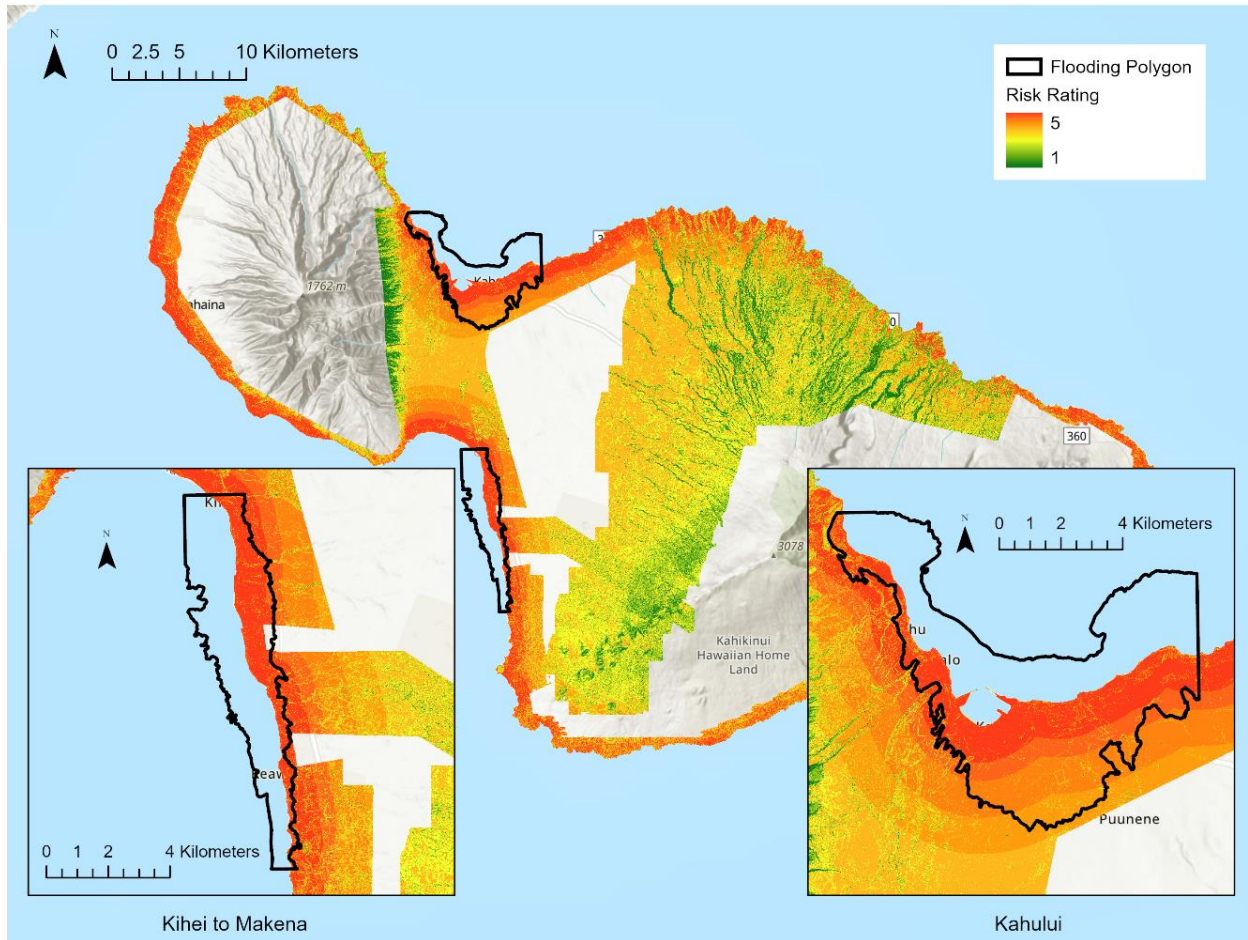 N
0 2.5 5 10 Kilometers
Flooding Polygon
Risk Rating
5
1
1762 m
360
3078
Kahikinui
Hawaiian Home
Land
N
0 1 2 4 Kilometers
N
0 1 2 4 Kilometers
Puunene
Kihei to Makena
Kahului